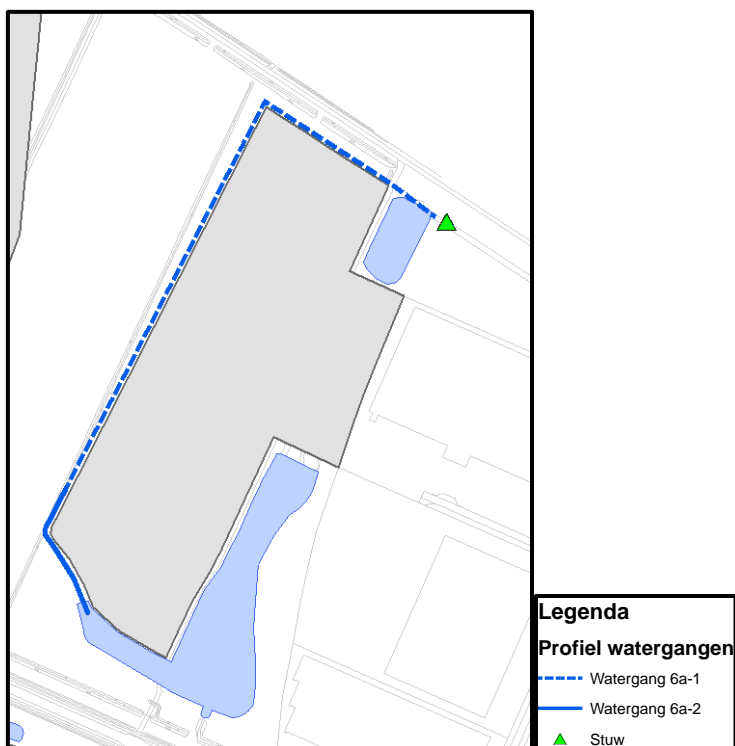 Legenda
Profiel watergangen
Watergang 6a-1
Watergang 6a-2
Stuw